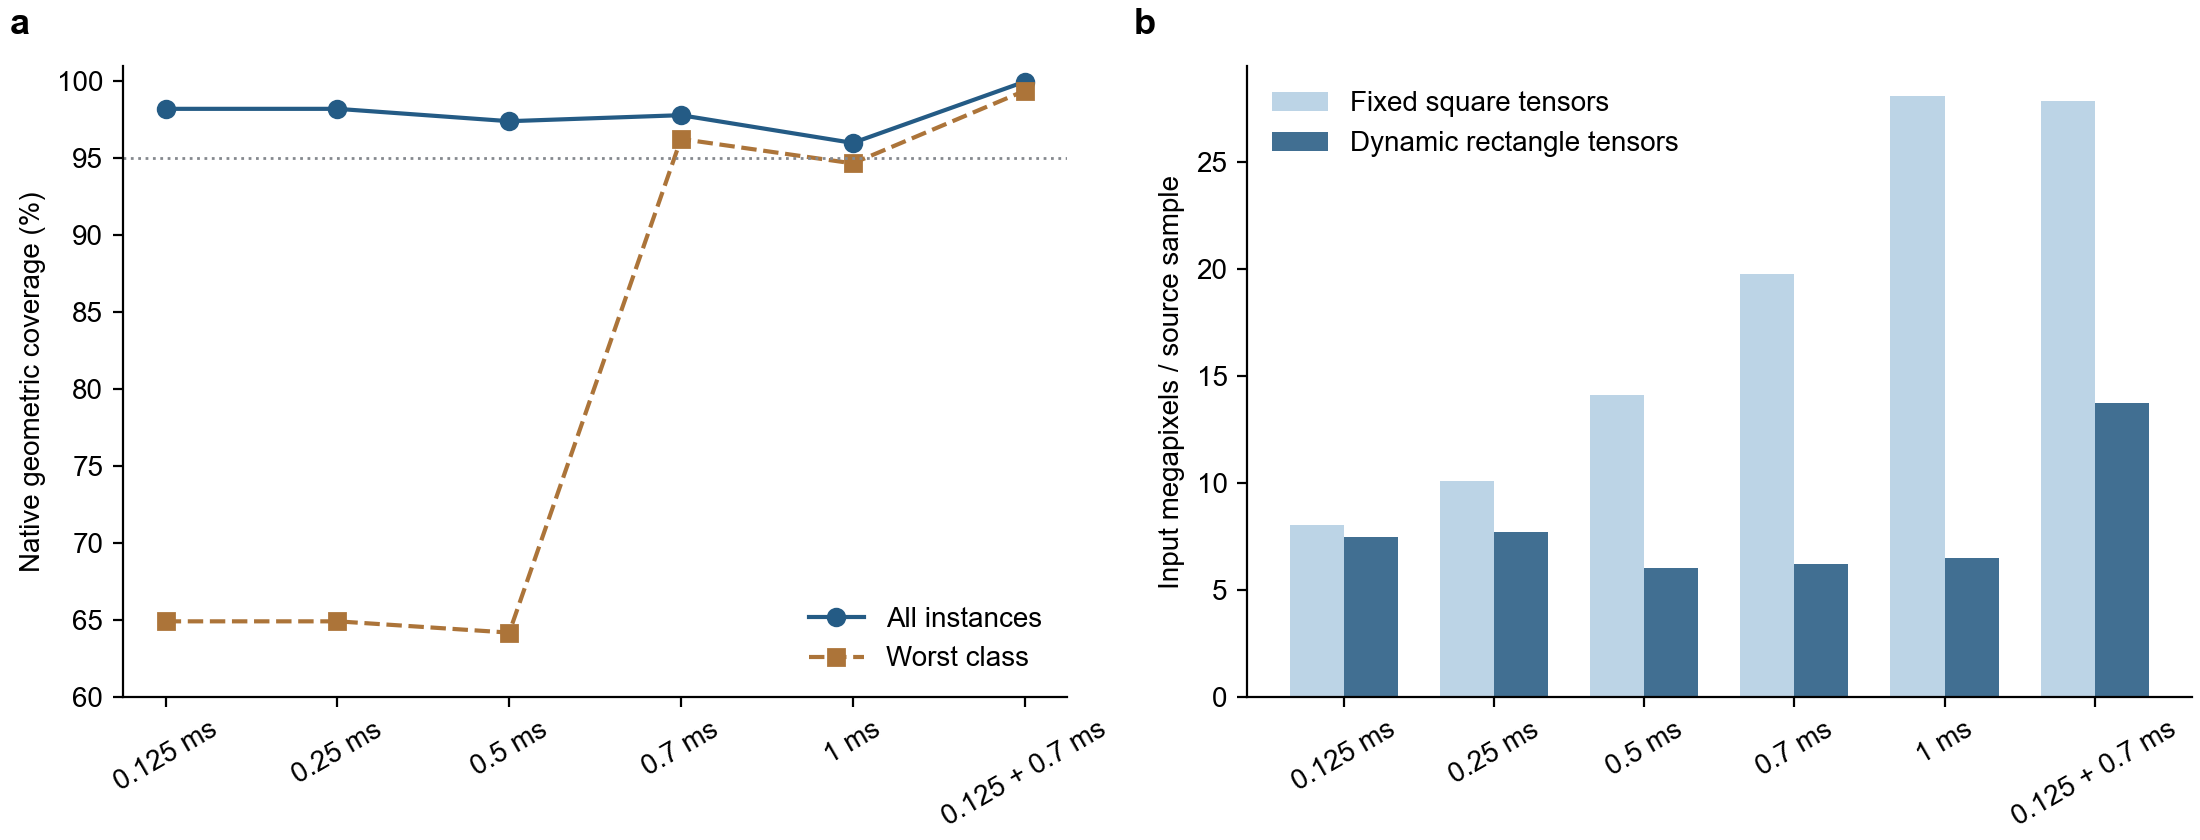 a
Native geometric coverage (%)
100
95
90
85
80
75
70
65
60
All instances
Worst class
0.125 ms
0.25 ms
0.5 ms
0.7 ms
1 ms
0.125 + 0.7 ms
b
Input megapixels / source sample
25
20
15
10
5
0
Fixed square tensors
Dynamic rectangle tensors
0.125 ms
0.25 ms
0.5 ms
0.7 ms
1 ms
0.125 + 0.7 ms